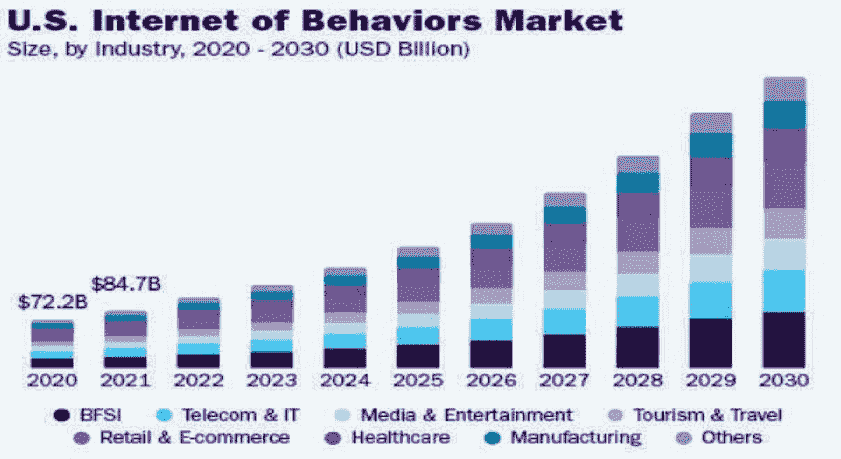 U.S. Internet of Behaviors Market
Size, by Industry, 2020 - 2030 (USD Billion)
$72.2B
$84.7B
2020 2021 2022 2023 2024 2025 2026 2027 2028 2029 2030
BFSI Telecom & IT Media & Entertainment Tourism & Travel
Retail & E-commerce Healthcare Manufacturing Others